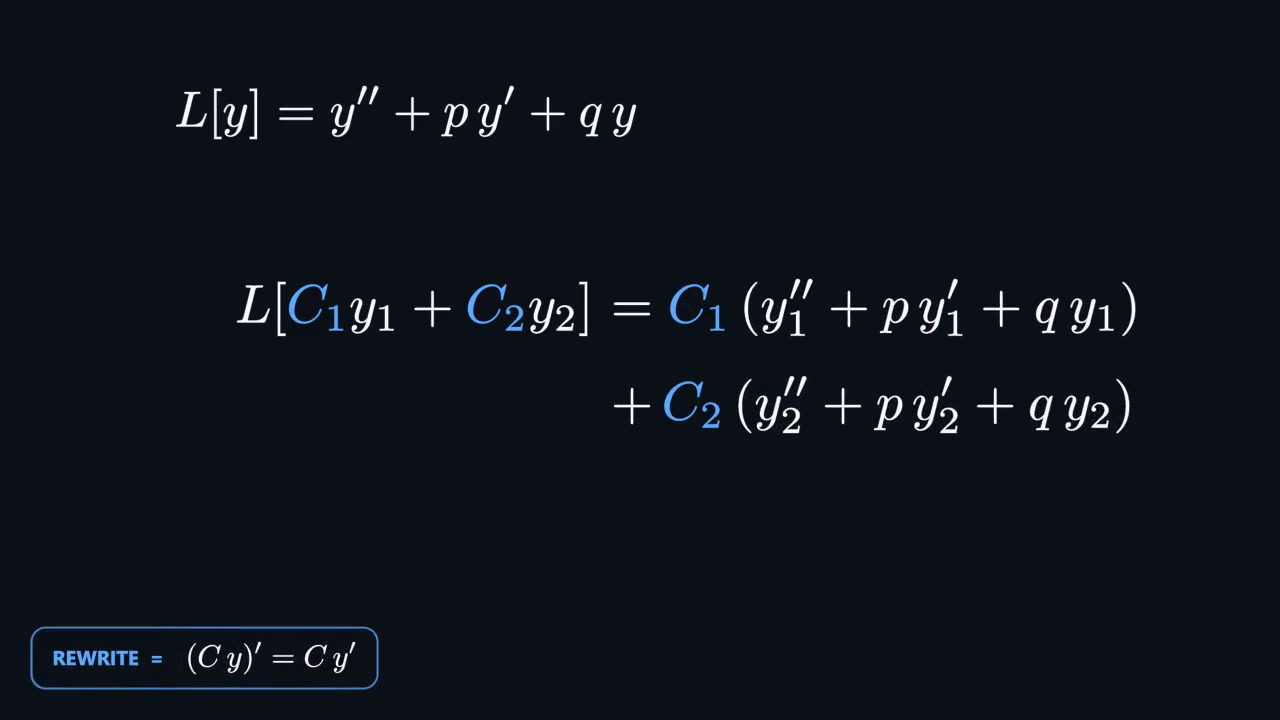 L[y] = y′′ + p y′ + q y
L[C₁y₁ + C₂y₂] = C₁ (y₁′′ + p y₁′ + q y₁)
+ C₂ (y₂′′ + p y₂′ + q y₂)
REWRITE = (C y)′ = C y′